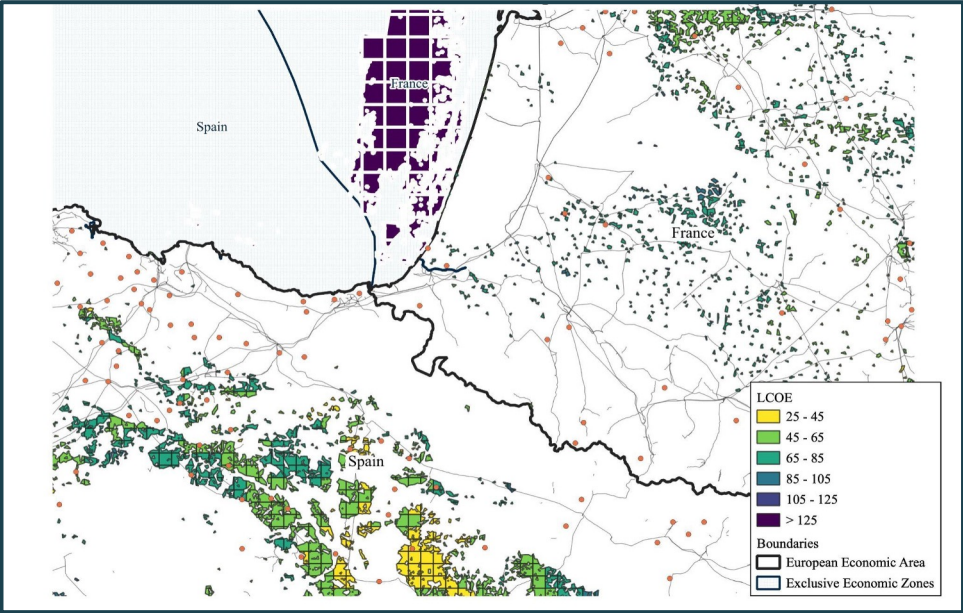 France
Spain
France
Spain
LCOE
25 - 45
45 - 65
65 - 85
85 - 105
105 - 125
> 125
Boundaries
European Economic Area
Exclusive Economic Zones